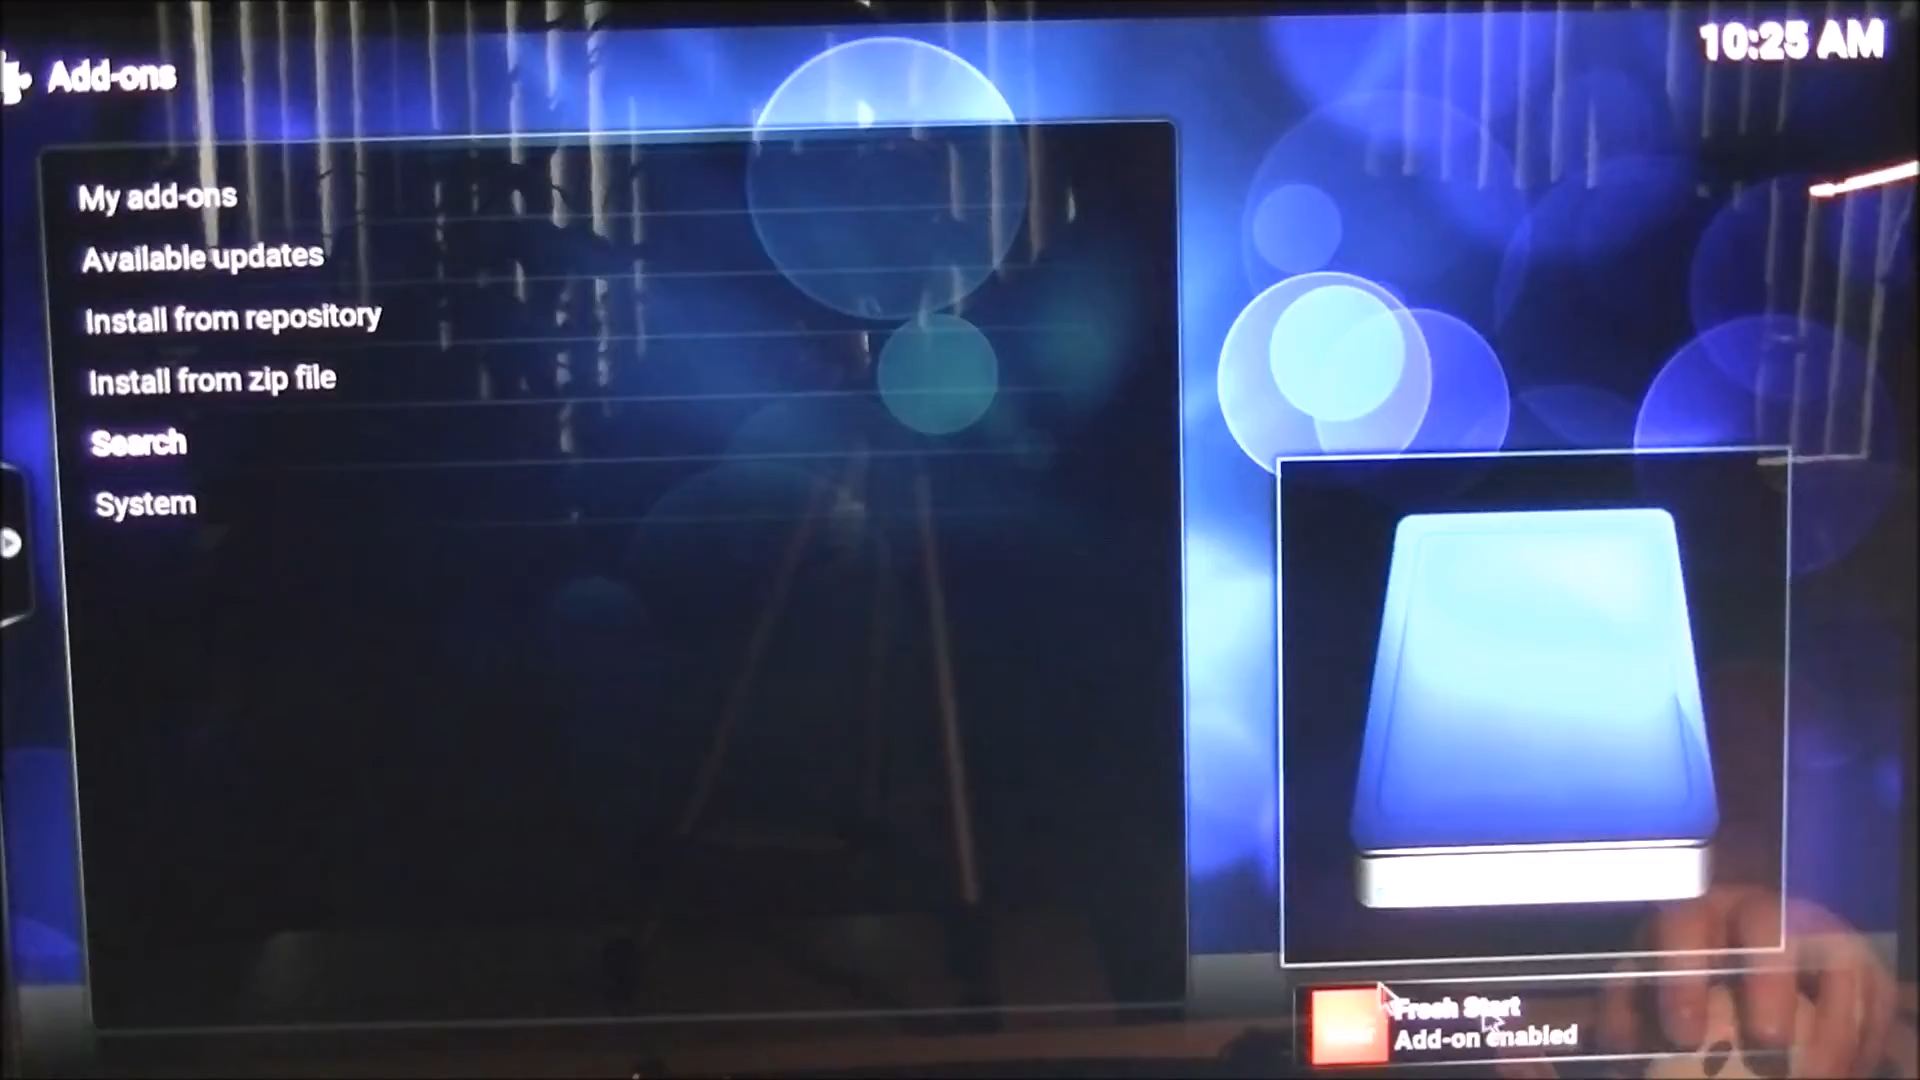 Add-ons
10:25 AM
My add-ons
Available updates
Install from repository
Install from zip file
Search
System
Fresh Start
Add-on enabled